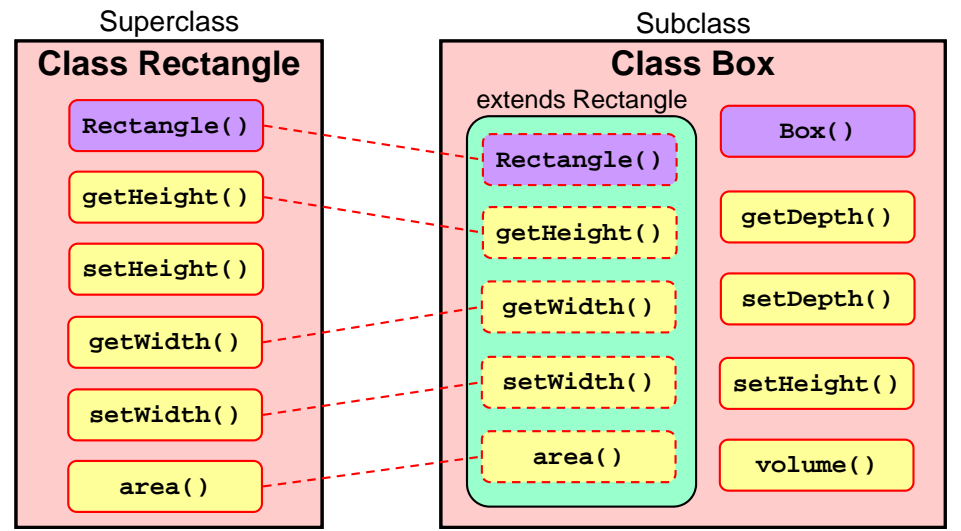 Superclass
Class Rectangle
Rectangle()
getHeight()
setHeight()
getWidth()
setWidth()
area()
Subclass
Class Box
extends Rectangle
Rectangle()
getHeight()
getWidth()
setWidth()
area()
Box()
getDepth()
setDepth()
setHeight()
volume()